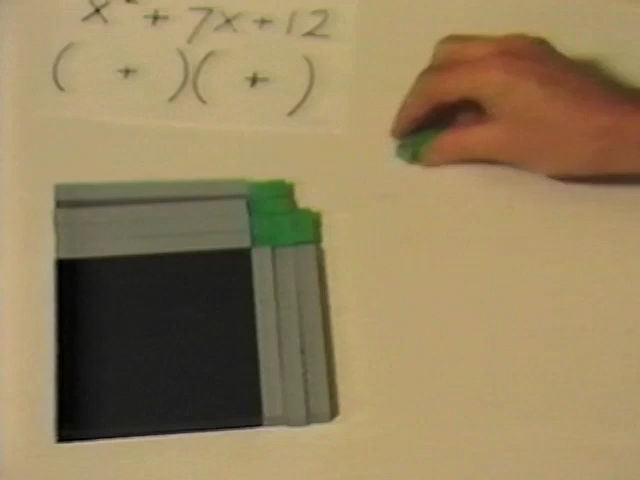 x² + 7x + 12
( + )( + )